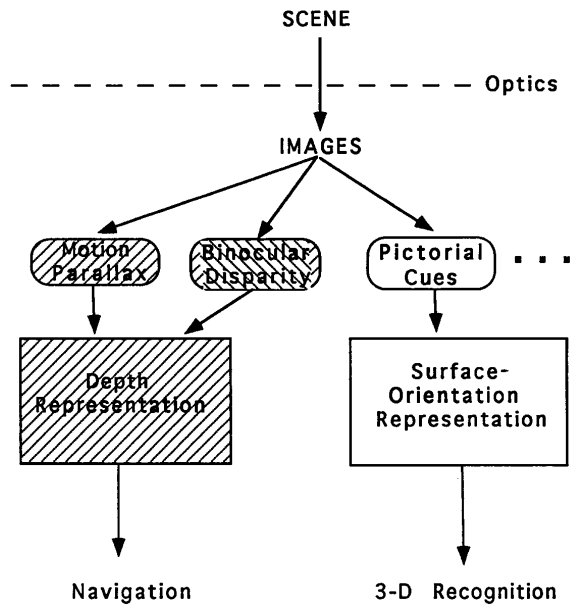 SCENE
Optics
IMAGES
Motion
Parallax
Binocular
Disparity
Pictorial
Cues
. . .
Depth
Representation
Surface-
Orientation
Representation
Navigation
3-D Recognition